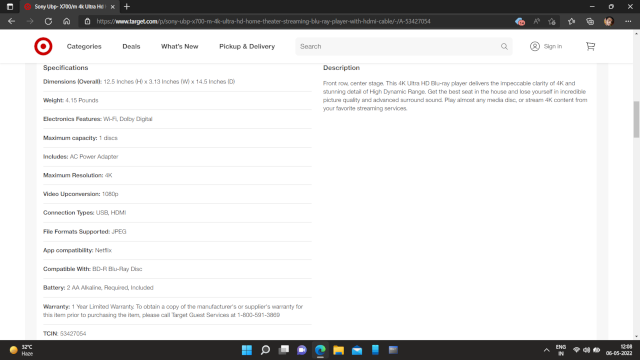 Sony Ubp- X700/m 4k Ultra Hd
https://www.target.com/p/sony-ubp-x700-m-4k-ultra-hd-home-theater-streaming-blu-ray-player-with-hdmi-cable/-/A-53427054
Categories
Deals
What's New
Pickup & Delivery
Search
Sign in
Specifications
Dimensions (Overall): 12.5 Inches (H) x 3.13 Inches (W) x 14.5 Inches (D)
Weight: 4.15 Pounds
Electronics Features: Wi-Fi, Dolby Digital
Maximum capacity: 1 discs
Includes: AC Power Adapter
Maximum Resolution: 4K
Video Upconversion: 1080p
Connection Types: USB, HDMI
File Formats Supported: JPEG
App compatibility: Netflix
Compatible With: BD-R Blu-Ray Disc
Battery: 2 AA Alkaline, Required, Included
Warranty: 1 Year Limited Warranty. To obtain a copy of the manufacturer's or supplier's warranty for
this item prior to purchasing the item, please call Target Guest Services at 1-800-591-3869
TCIN: 53427054
Description
Front row, center stage. This 4K Ultra HD Blu-ray player delivers the impeccable clarity of 4K and
stunning detail of High Dynamic Range. Get the best seat in the house and lose yourself in incredible
picture quality and advanced surround sound. Play almost any media disc, or stream 4K content from
your favorite streaming services.
32°C
Haze
ENG
IN
12:08
06-05-2022